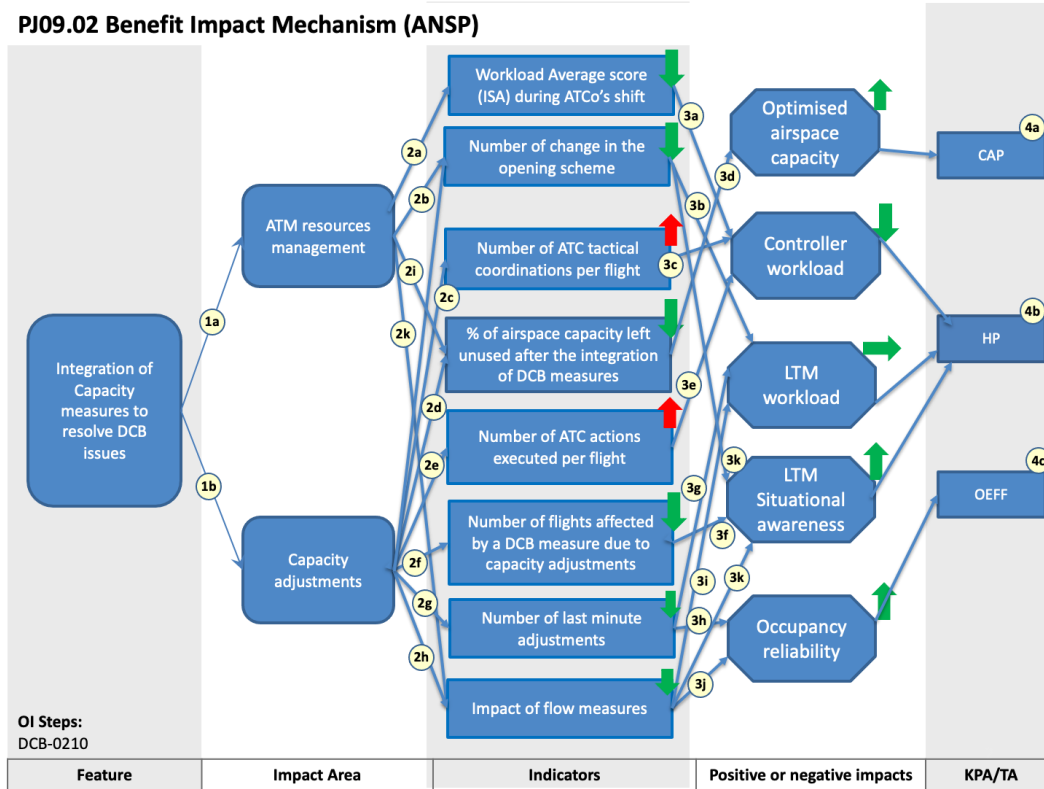 PJ09.02 Benefit Impact Mechanism (ANSP)
Integration of
Capacity
measures to
resolve DCB
issues
1a
1b
ATM resources
management
Capacity
adjustments
2a
2b
2i
2c
2k
2d
2e
2f
2g
2h
Workload Average score
(ISA) during ATCo's shift
Number of change in the
opening scheme
Number of ATC tactical
coordinations per flight
% of airspace capacity left
unused after the integration
of DCB measures
Number of ATC actions
executed per flight
Number of flights affected
by a DCB measure due to
capacity adjustments
Number of last minute
adjustments
Impact of flow measures
3a
3d
3b
3c
3e
3k
3g
3f
3i
3k
3h
3j
Optimised
airspace
capacity
Controller
workload
LTM
workload
LTM
Situational
awareness
Occupancy
reliability
4a
CAP
4b
HP
4c
OEFF
OI Steps:
DCB-0210
Feature
Impact Area
Indicators
Positive or negative impacts
KPA/TA